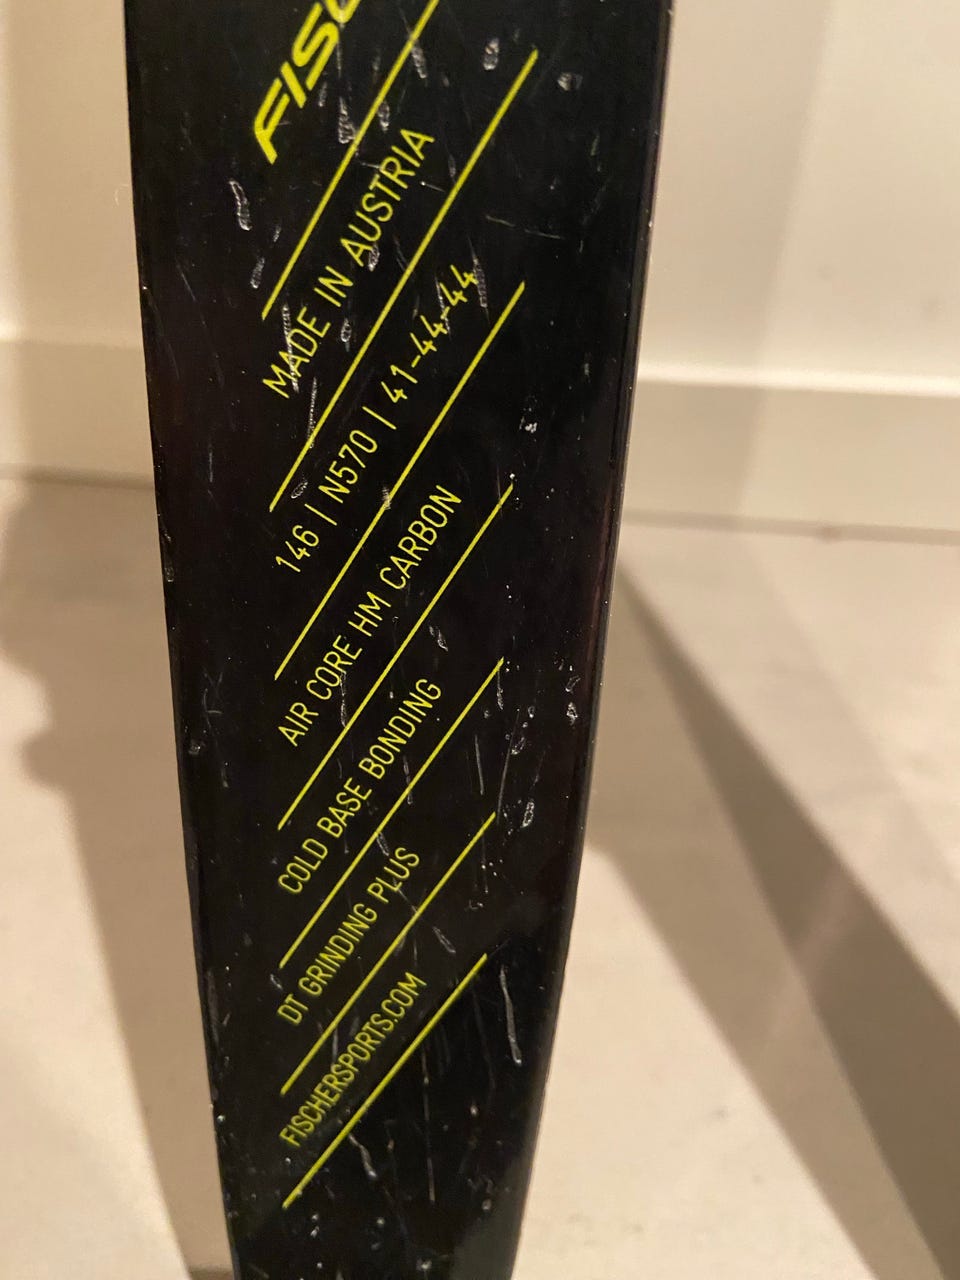 MADE IN AUSTRIA
146 | N570 | 41-44-44
AIR CORE HM CARBON
COLD BASE BONDING
DT GRINDING PLUS
FISCHERSPORTS.COM